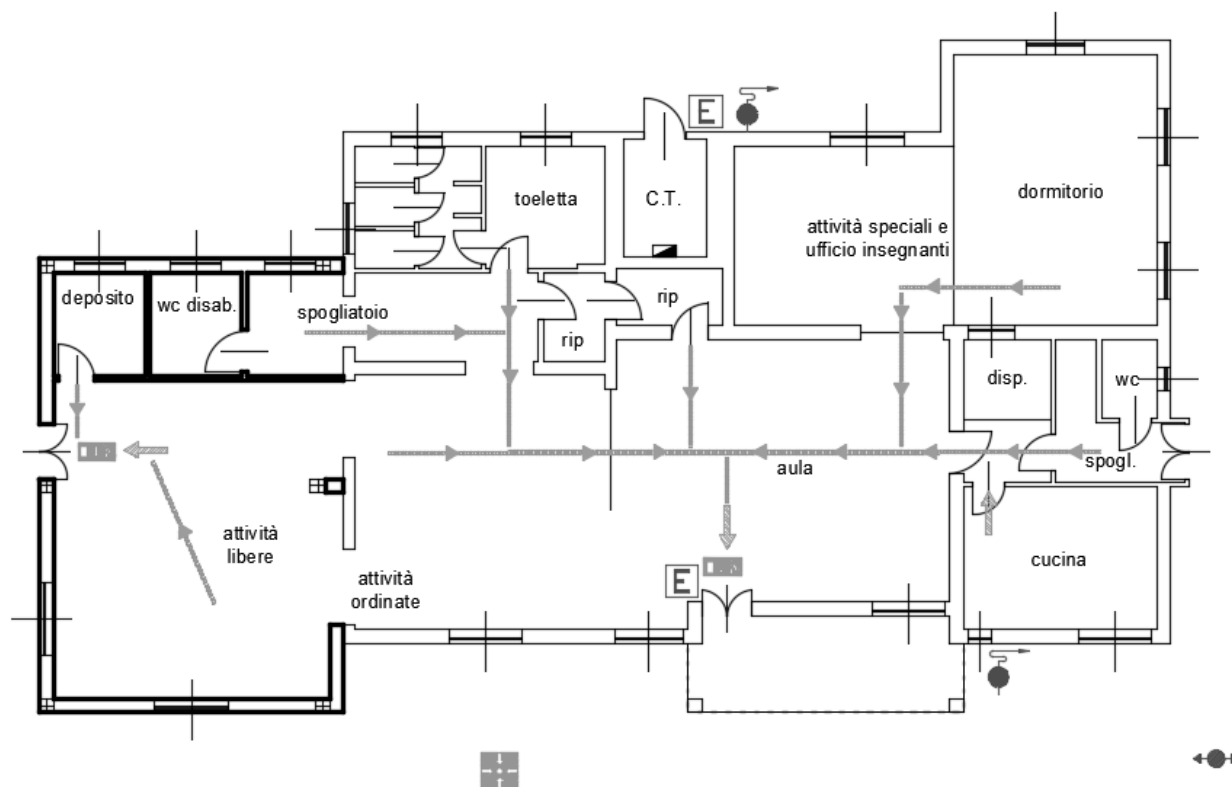 E
dormitorio
toeletta
C.T.
attività speciali e
ufficio insegnanti
deposito
wc disab.
spogliatoio
rip
rip
disp.
wc
aula
spogl.
attività
libere
cucina
attività
ordinate
E